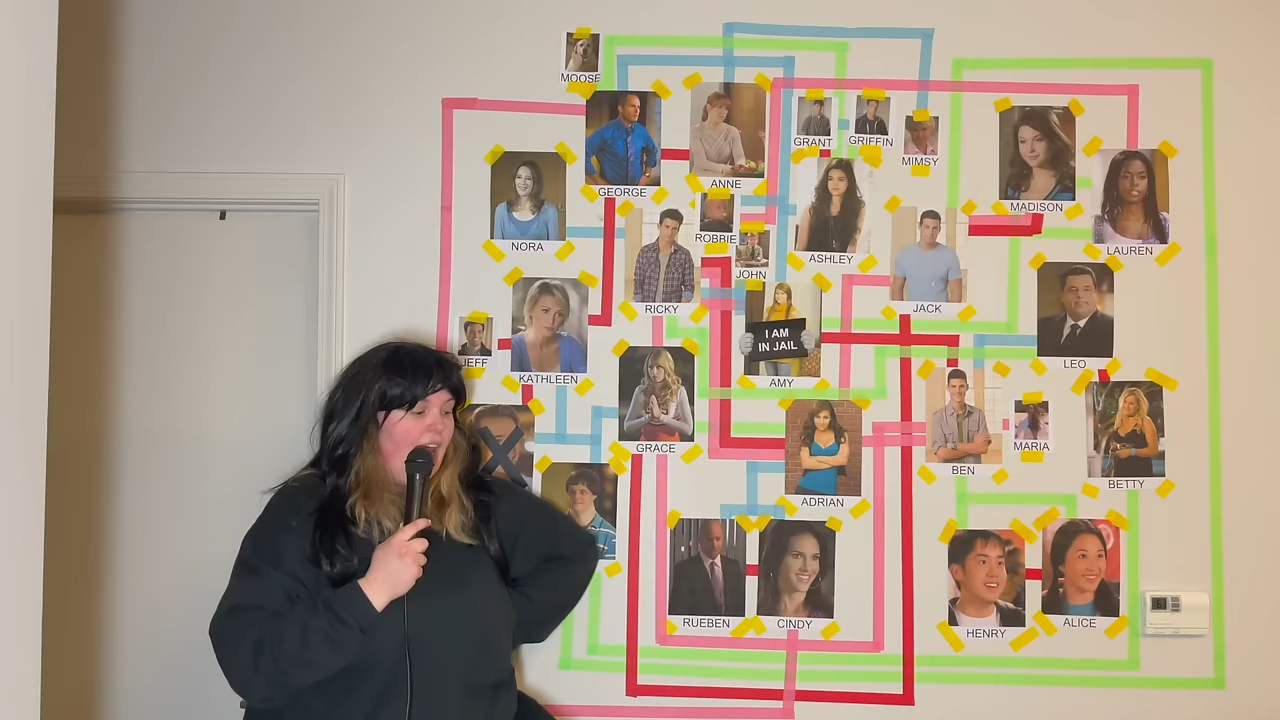 MOOSE
GEORGE
ANNE
GRANT
GRIFFIN
MIMSY
MADISON
LAUREN
NORA
ROBBIE
JOHN
ASHLEY
RICKY
JACK
I AM
IN JAIL
JEFF
KATHLEEN
AMY
LEO
GRACE
ADRIAN
BEN
MARIA
BETTY
RUEBEN
CINDY
HENRY
ALICE